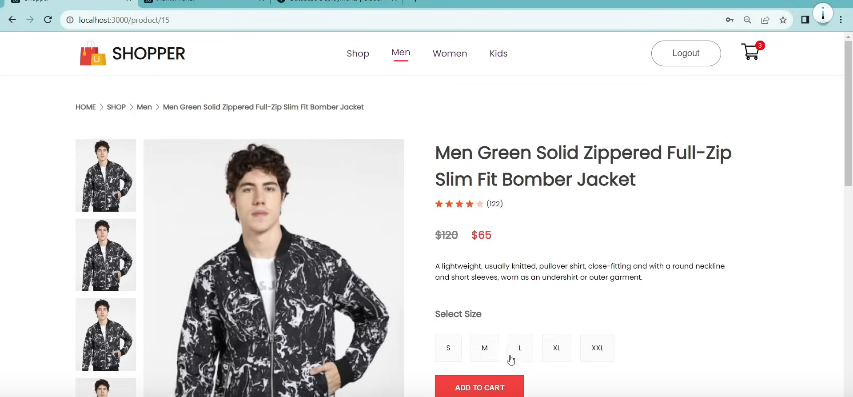 localhost:3000/product/15
SHOPPER
Shop Men Women Kids
Logout
3
HOME > SHOP > Men > Men Green Solid Zippered Full-Zip Slim Fit Bomber Jacket
Men Green Solid Zippered Full-Zip
Slim Fit Bomber Jacket
(122)
$120 $65
A lightweight, usually knitted, pullover shirt, close-fitting and with a round neckline
and short sleeves, worn as an undershirt or outer garment.
Select Size
S M L XL XXL
ADD TO CART